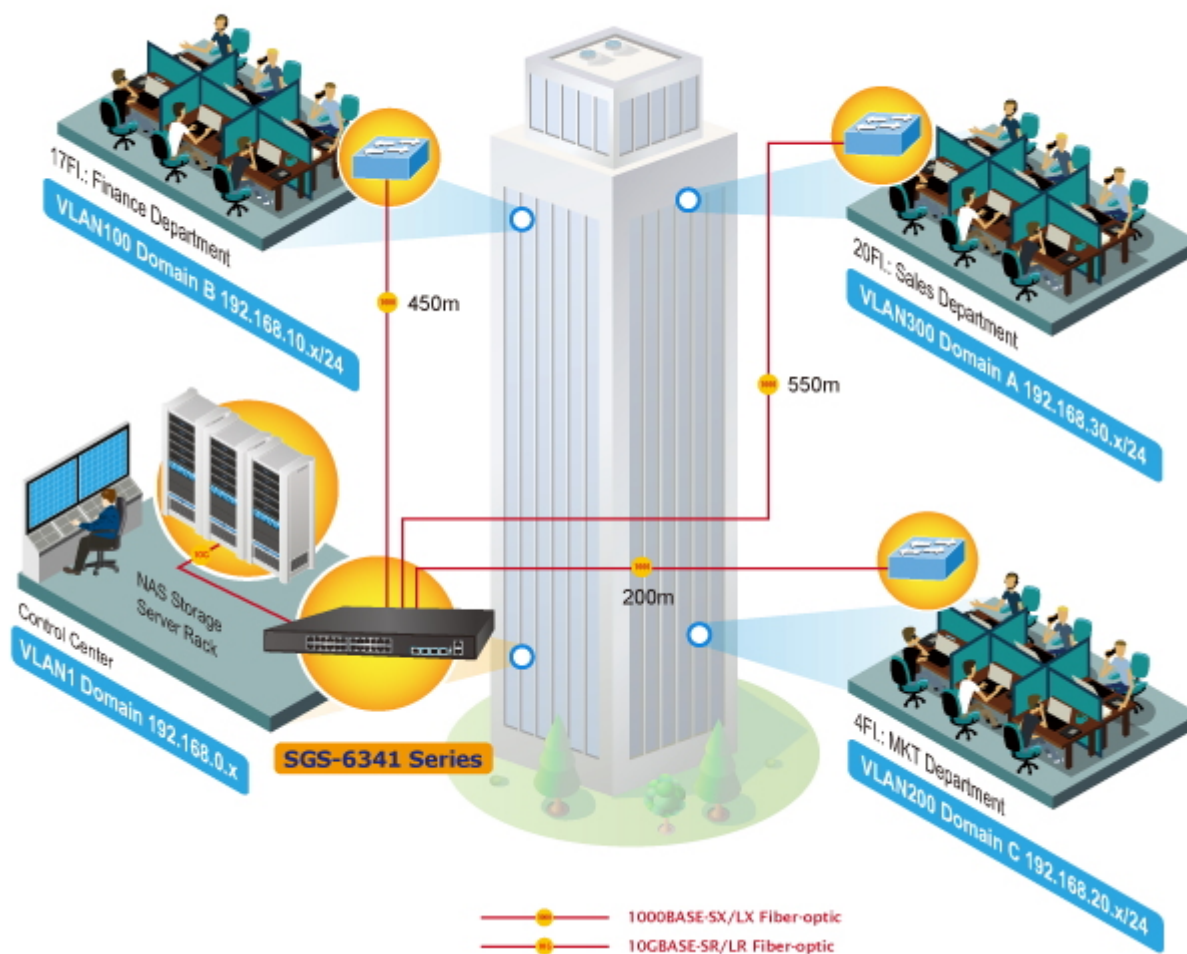 17Fl.: Finance Department
VLAN100 Domain B 192.168.10.x/24
450m
20Fl.: Sales Department
VLAN300 Domain A 192.168.30.x/24
550m
10G
NAS Storage
Server Rack
Control Center
VLAN1 Domain 192.168.0.x
SGS-6341 Series
200m
4Fl.: MKT Department
VLAN200 Domain C 192.168.20.x/24
1000BASE-SX/LX Fiber-optic
10GBASE-SR/LR Fiber-optic